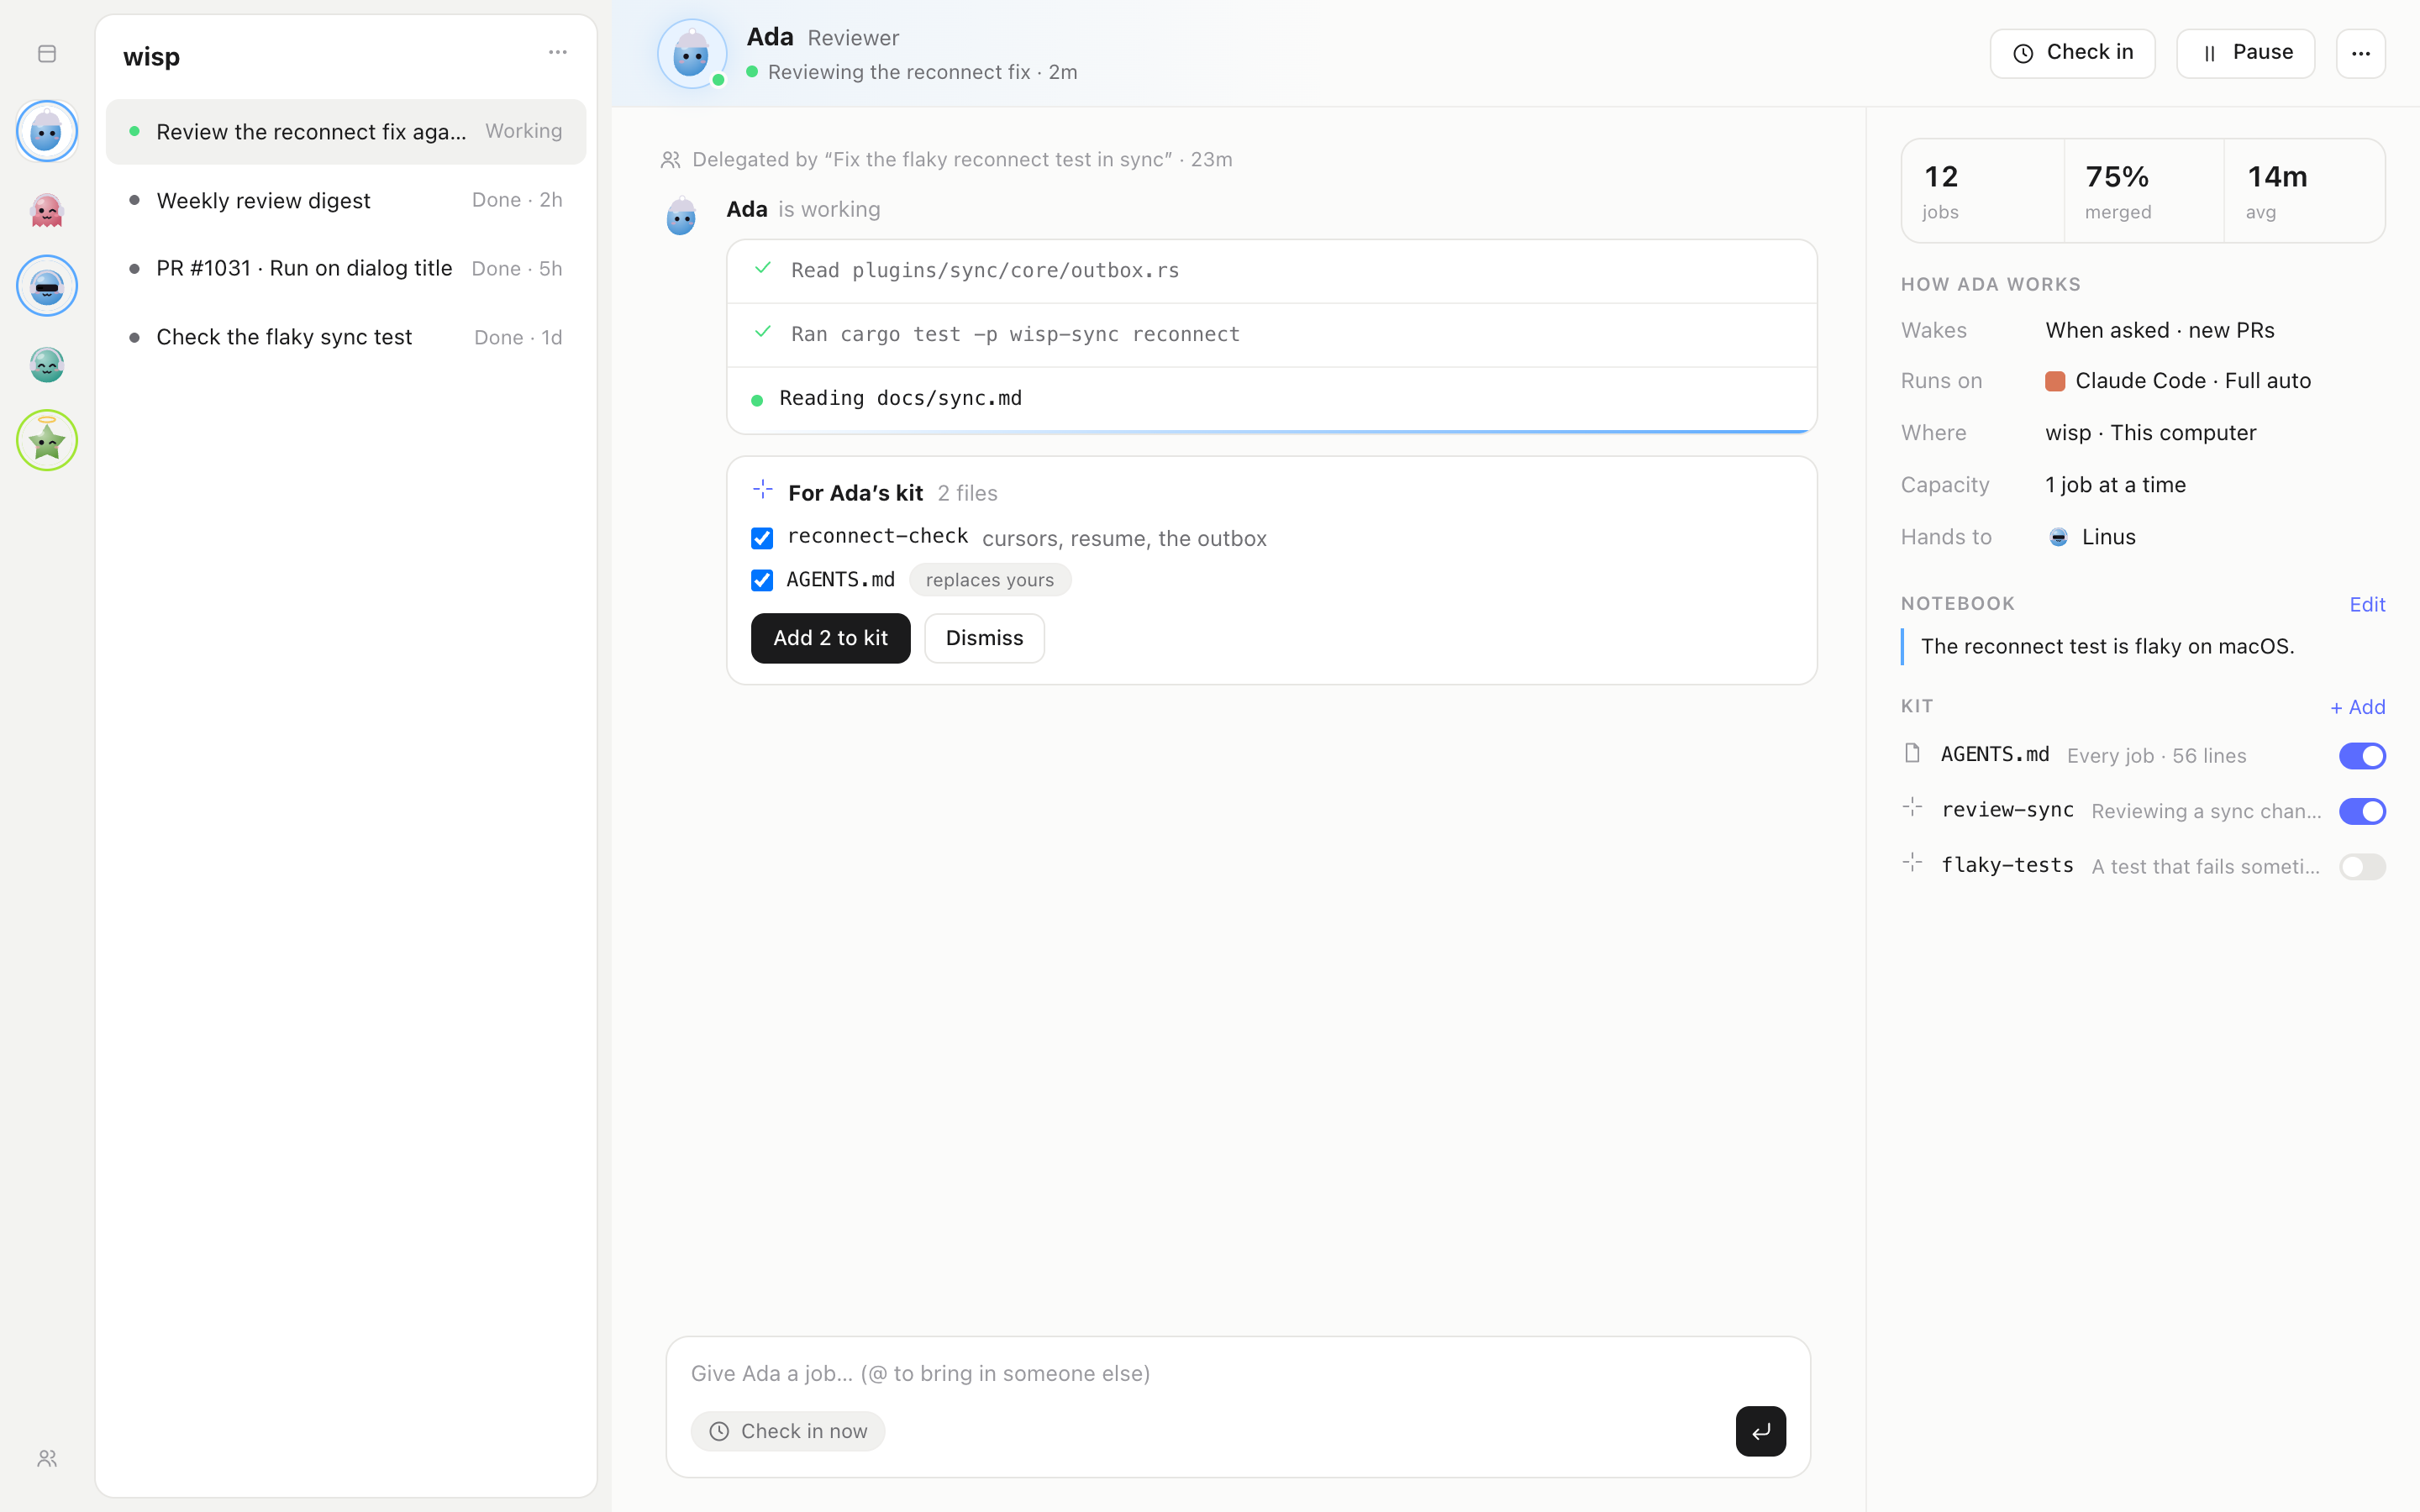 wisp
Review the reconnect fix aga... Working
Weekly review digest Done · 2h
PR #1031 · Run on dialog title Done · 5h
Check the flaky sync test Done · 1d
Ada Reviewer
Reviewing the reconnect fix · 2m
Check in
Pause
Delegated by “Fix the flaky reconnect test in sync” · 23m
Ada is working
Read plugins/sync/core/outbox.rs
Ran cargo test -p wisp-sync reconnect
Reading docs/sync.md
For Ada’s kit 2 files
reconnect-check cursors, resume, the outbox
AGENTS.md replaces yours
Add 2 to kit Dismiss
Give Ada a job... (@ to bring in someone else)
Check in now
12 75% 14m
jobs merged avg
HOW ADA WORKS
Wakes When asked · new PRs
Runs on Claude Code · Full auto
Where wisp · This computer
Capacity 1 job at a time
Hands to Linus
NOTEBOOK Edit
The reconnect test is flaky on macOS.
KIT + Add
AGENTS.md Every job · 56 lines
review-sync Reviewing a sync chan...
flaky-tests A test that fails someti...